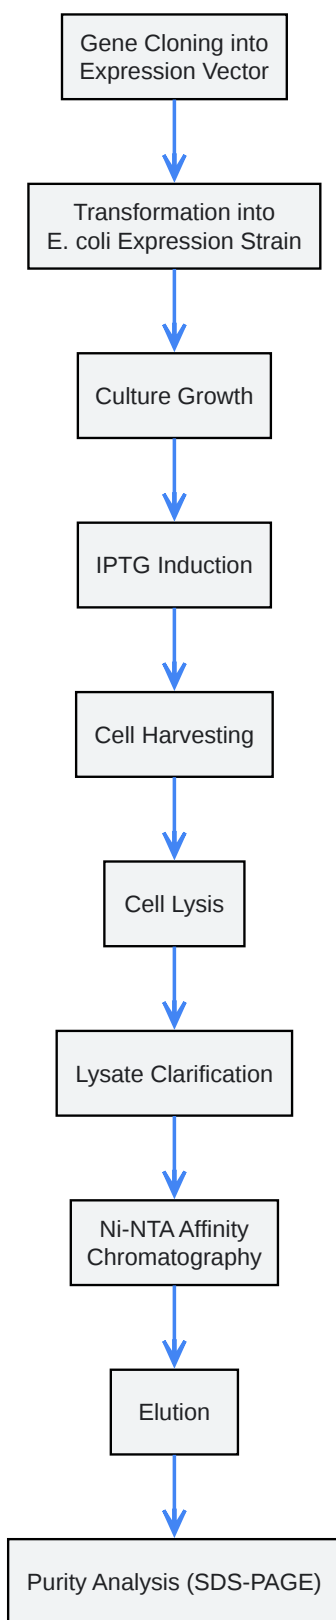 Gene Cloning into
Expression Vector
Transformation into
E. coli Expression Strain
Culture Growth
IPTG Induction
Cell Harvesting
Cell Lysis
Lysate Clarification
Ni-NTA Affinity
Chromatography
Elution
Purity Analysis (SDS-PAGE)